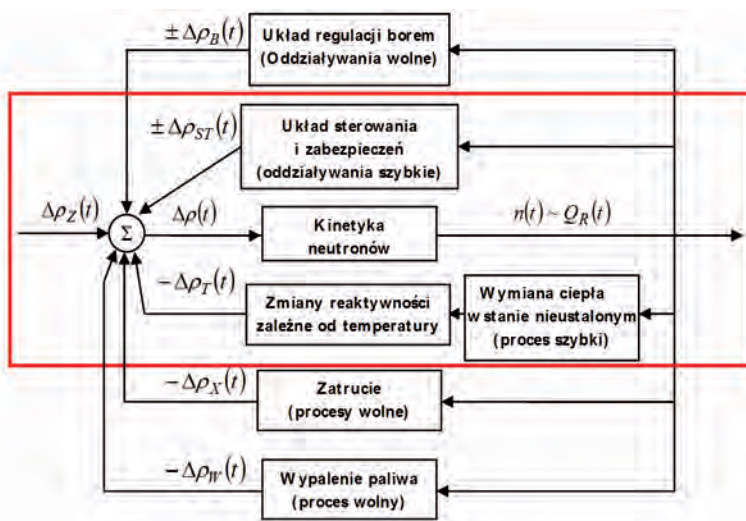 ± Δρ_B(t)
Układ regulacji borem
(Oddziaływania wolne)
± Δρ_ST(t)
Układ sterowania
i zabezpieczeń
(oddziaływania szybkie)
Δρ_Z(t)
Σ
Δρ(t)
Kinetyka
neutronów
n(t) ~ Q_R(t)
− Δρ_T(t)
Zmiany reaktywności
zależne od temperatury
Wymiana ciepła
w stanie nieustalonym
(proces szybki)
− Δρ_X(t)
Zatrucie
(procesy wolne)
− Δρ_W(t)
Wypalenie paliwa
(proces wolny)